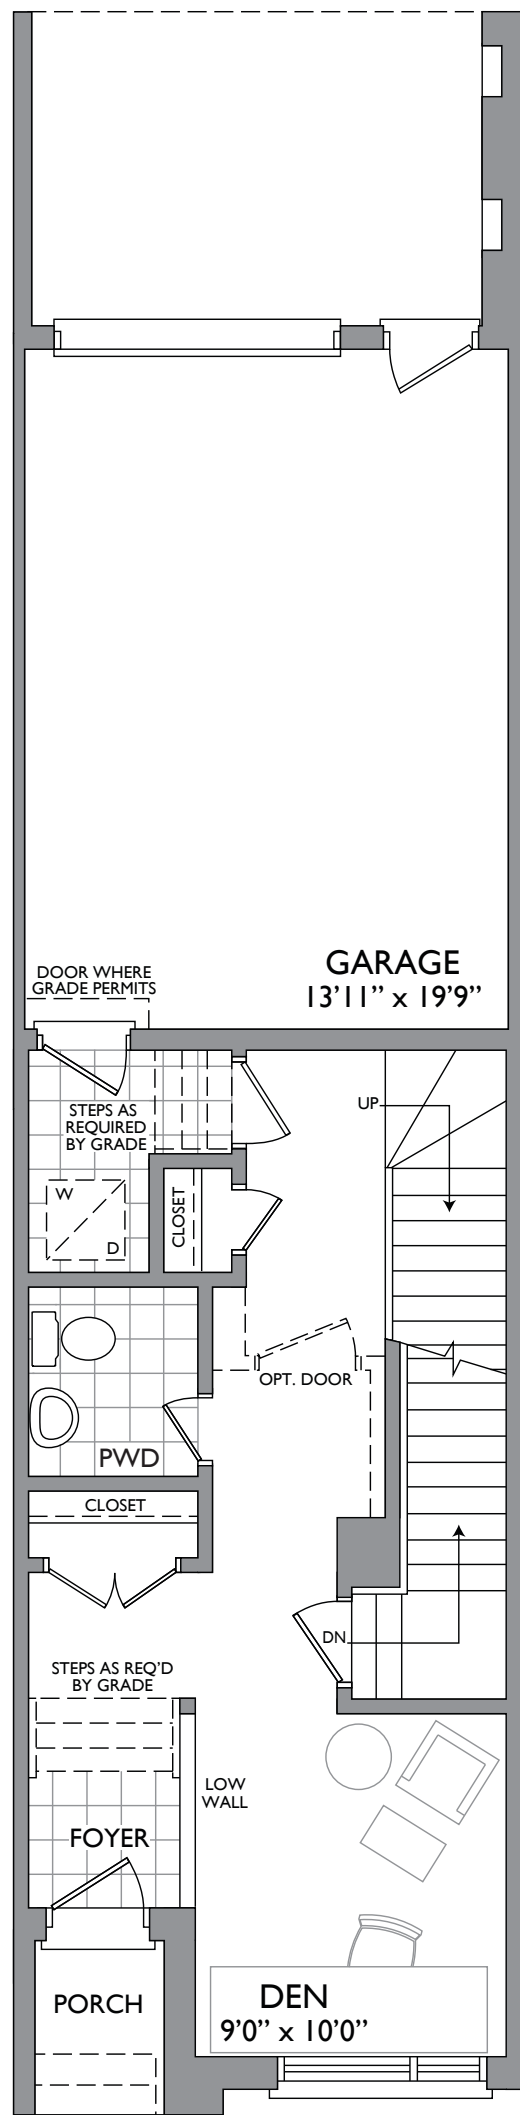 GARAGE
13'11" x 19'9"
DOOR WHERE
GRADE PERMITS
STEPS AS
REQUIRED
BY GRADE
UP
W
D
CLOSET
OPT. DOOR
PWD
CLOSET
DN
STEPS AS REQ'D
BY GRADE
LOW
WALL
FOYER
PORCH
DEN
9'0" x 10'0"